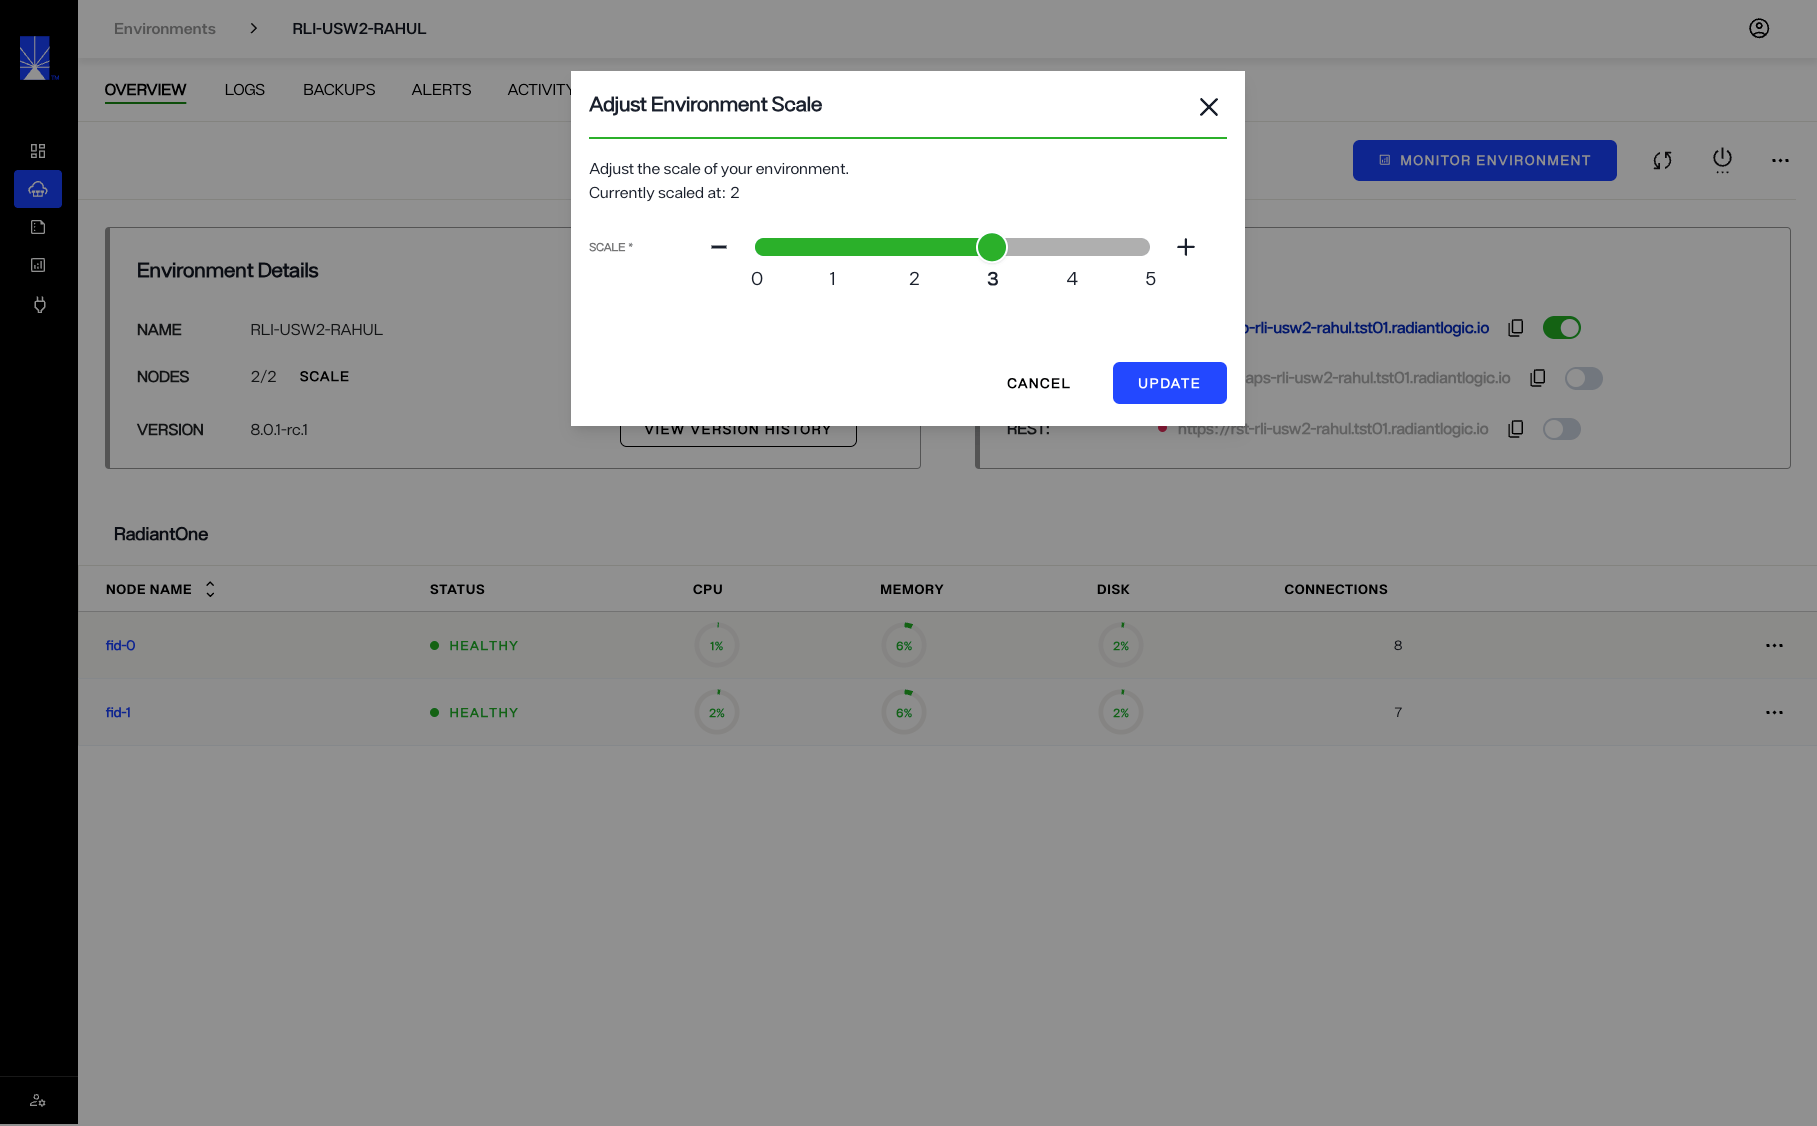 Environments > RLI-USW2-RAHUL
OVERVIEW LOGS BACKUPS ALERTS ACTIVITY
Adjust Environment Scale
Adjust the scale of your environment.
Currently scaled at: 2
SCALE *
0 1 2 3 4 5
CANCEL UPDATE
MONITOR ENVIRONMENT
Environment Details
NAME RLI-USW2-RAHUL
NODES 2/2 SCALE
VERSION 8.0.1-rc.1 VIEW VERSION HISTORY
-rli-usw2-rahul.tst01.radiantlogic.io
aps-rli-usw2-rahul.tst01.radiantlogic.io
REST: https://rst-rli-usw2-rahul.tst01.radiantlogic.io
RadiantOne
NODE NAME STATUS CPU MEMORY DISK CONNECTIONS
fid-0 HEALTHY 1% 6% 2% 8
fid-1 HEALTHY 2% 6% 2% 7